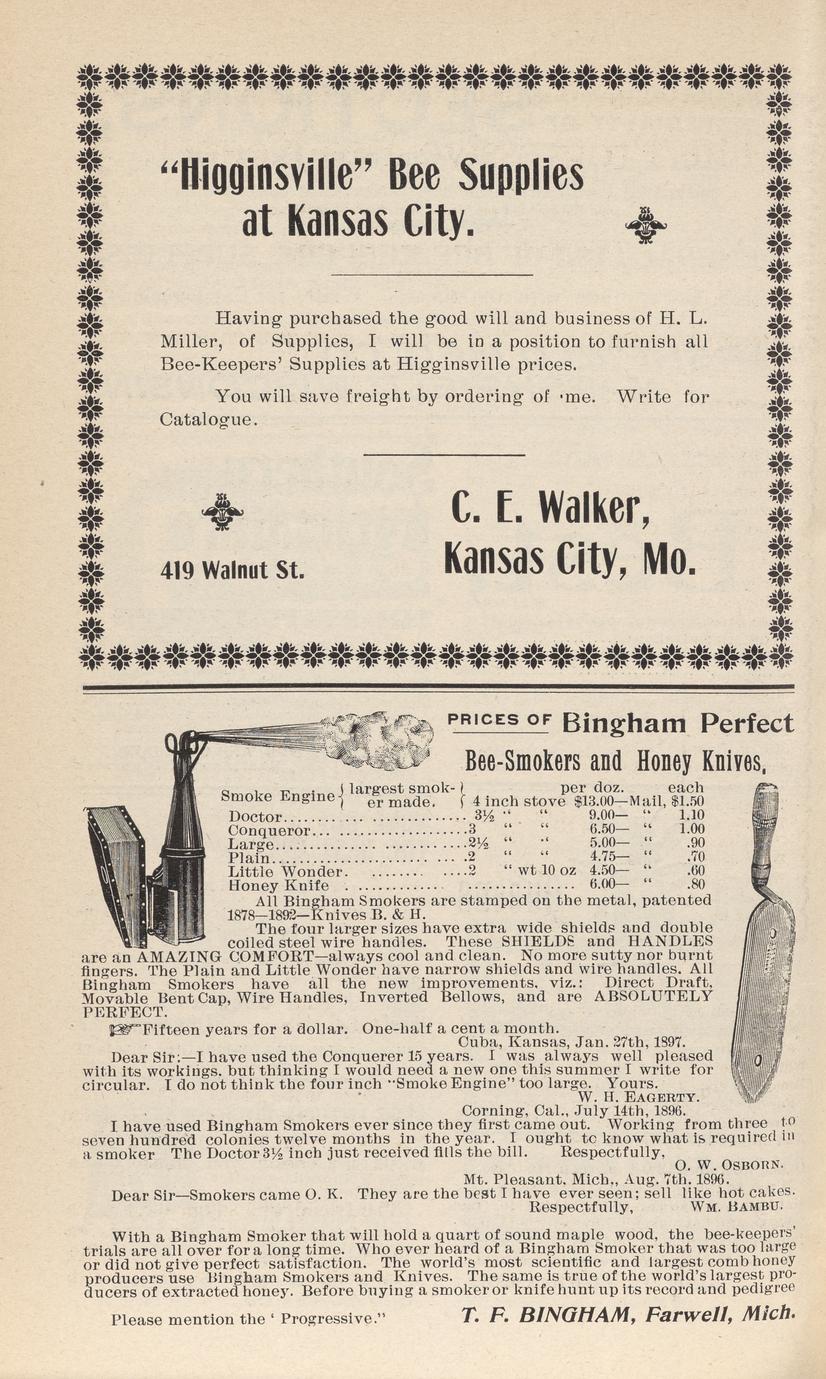 “Higginsville” Bee Supplies
at Kansas City.
Having purchased the good will and business of H. L.
Miller, of Supplies, I will be in a position to furnish all
Bee-Keepers’ Supplies at Higginsville prices.
You will save freight by ordering of me. Write for
Catalogue.
C. E. Walker,
Kansas City, Mo.
419 Walnut St.
PRICES OF Bingham Perfect
Bee-Smokers and Honey Knives,
Smoke Engine { largest smok- } per doz. each
er made. 4 inch stove $13.00—Mail, $1.50
Doctor............................ 3½ “ “ 9.00— “ 1.10
Conqueror... .................3 “ “ 6.50— “ 1.00
Large......................2½ “ “ 5.00— “ .90
Plain.........................2 “ “ 4.75— “ .70
Little Wonder. ........ ....2 “ wt 10 oz 4.50— “ .60
Honey Knife . ............ ................ 6.00— “ .80
All Bingham Smokers are stamped on the metal, patented
1878—1892—Knives B. & H.
The four larger sizes have extra wide shields and double
coiled steel wire handles. These SHIELDS and HANDLES
are an AMAZING COMFORT—always cool and clean. No more sutty nor burnt
fingers. The Plain and Little Wonder have narrow shields and wire handles. All
Bingham Smokers have all the new improvements, viz.: Direct Draft,
Movable Bent Cap, Wire Handles, Inverted Bellows, and are ABSOLUTELY
PERFECT.
☞Fifteen years for a dollar. One-half a cent a month.
Cuba, Kansas, Jan. 27th, 1897.
Dear Sir:—I have used the Conquerer 15 years. I was always well pleased
with its workings. but thinking I would need a new one this summer I write for
circular. I do not think the four inch “Smoke Engine” too large. Yours.
W. H. EAGERTY.
Corning, Cal., July 14th, 1896.
I have used Bingham Smokers ever since they first came out. Working from three to
seven hundred colonies twelve months in the year. I ought to know what is required in
a smoker The Doctor 3½ inch just received fills the bill. Respectfully,
O. W. OSBORN.
Mt. Pleasant, Mich,, Aug. 7th. 1896.
Dear Sir—Smokers came O. K. They are the best I have ever seen; sell like hot cakes.
Respectfully, WM. BAMBU.
With a Bingham Smoker that will hold a quart of sound maple wood, the bee-keepers’
trials are all over for a long time. Who ever heard of a Bingham Smoker that was too large
or did not give perfect satisfaction. The world’s most scientific and largest comb honey
producers use Bingham Smokers and Knives. The same is true of the world’s largest pro-
ducers of extracted honey. Before buying a smoker or knife hunt up its record and pedigree
Please mention the ‘ Progressive.” T. F. BINGHAM, Farwell, Mich.